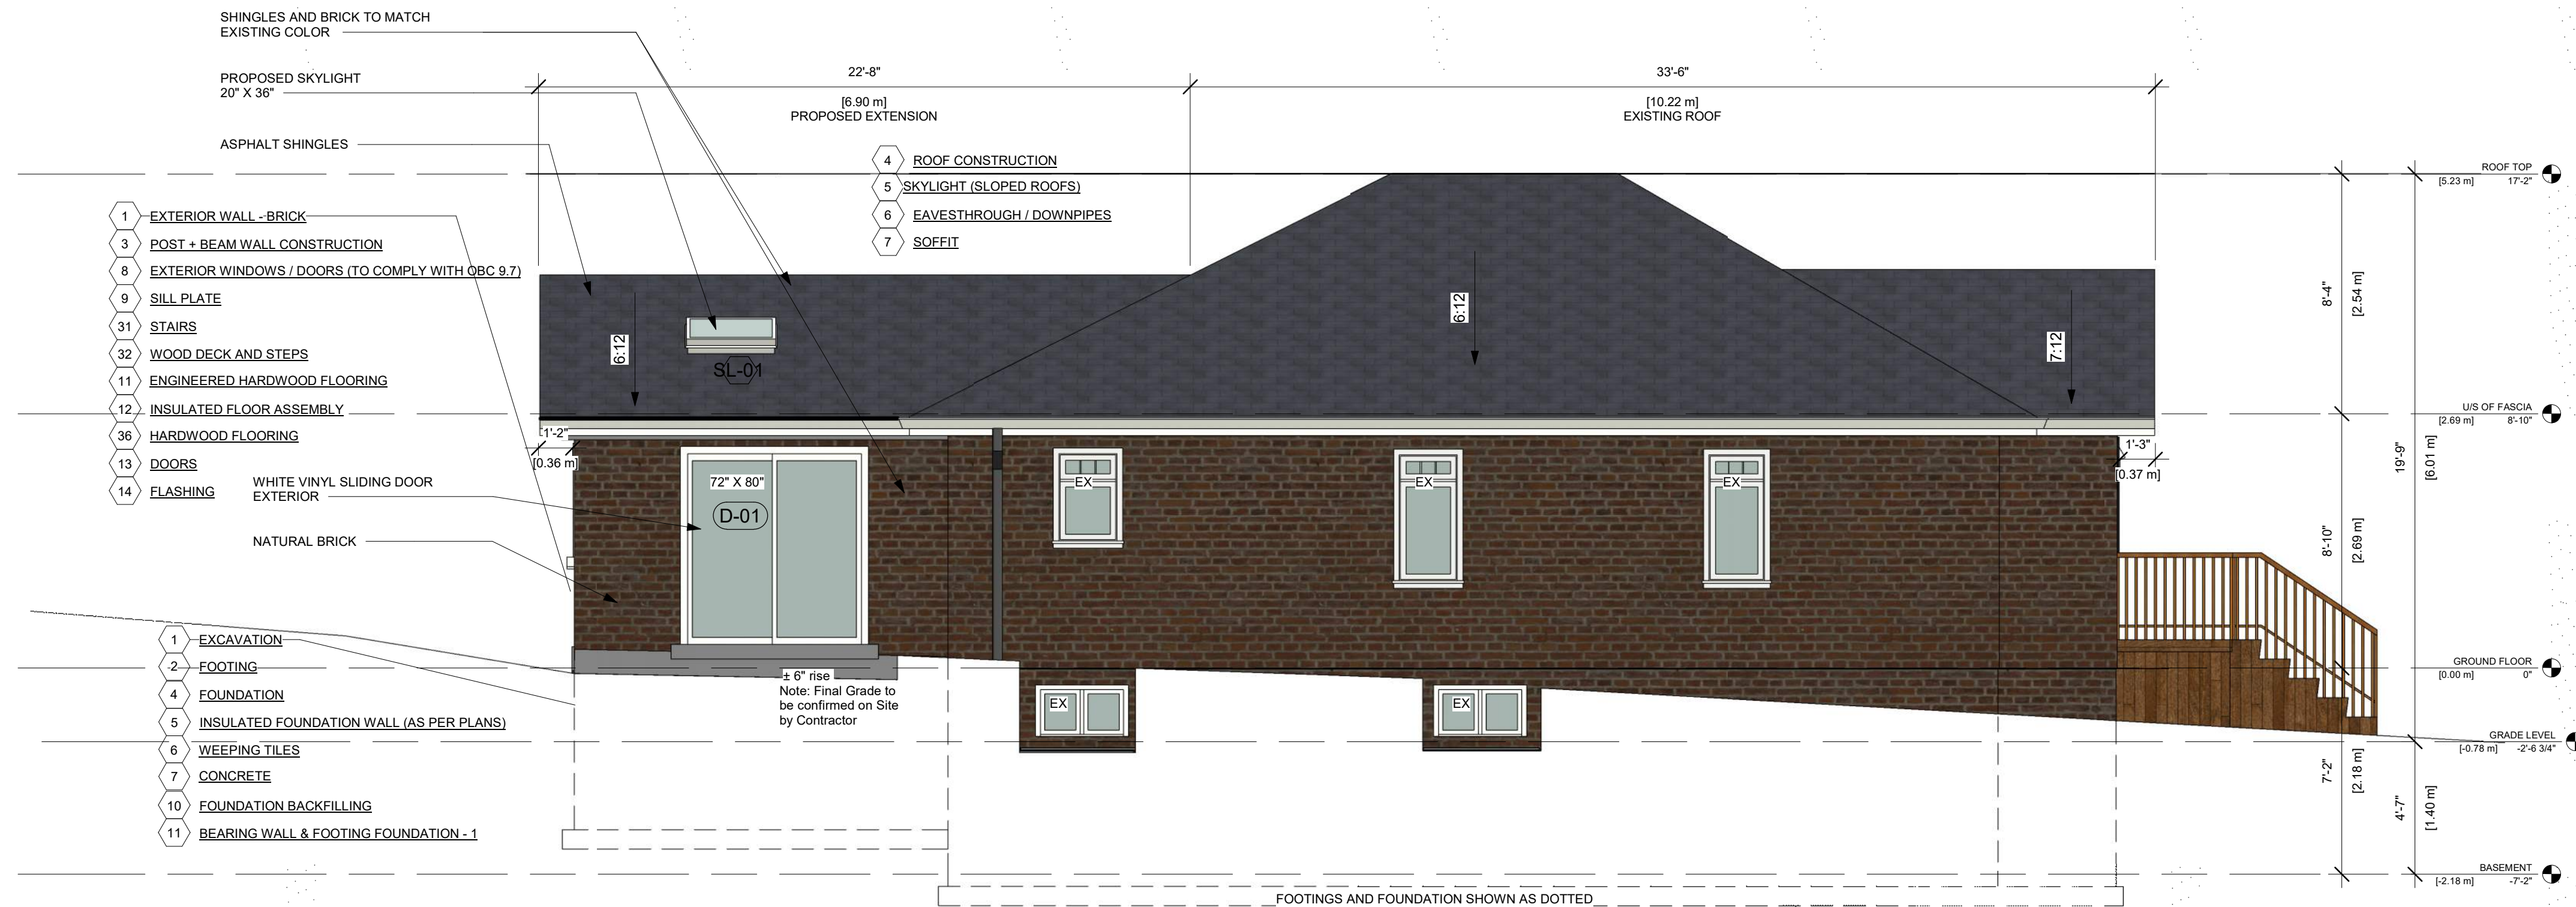 SHINGLES AND BRICK TO MATCH
EXISTING COLOR
PROPOSED SKYLIGHT
20" X 36"
ASPHALT SHINGLES
22'-8"
[6.90 m]
PROPOSED EXTENSION
33'-6"
[10.22 m]
EXISTING ROOF
4 ROOF CONSTRUCTION
5 SKYLIGHT (SLOPED ROOFS)
6 EAVESTHROUGH / DOWNPIPES
7 SOFFIT
1 EXTERIOR WALL - BRICK
3 POST + BEAM WALL CONSTRUCTION
8 EXTERIOR WINDOWS / DOORS (TO COMPLY WITH OBC 9.7)
9 SILL PLATE
31 STAIRS
32 WOOD DECK AND STEPS
11 ENGINEERED HARDWOOD FLOORING
12 INSULATED FLOOR ASSEMBLY
36 HARDWOOD FLOORING
13 DOORS
14 FLASHING
WHITE VINYL SLIDING DOOR
EXTERIOR
NATURAL BRICK
6:12
SL-01
6:12
7:12
1'-2"
[0.36 m]
72" X 80"
D-01
EX
EX
EX
1'-3"
[0.37 m]
1 EXCAVATION
2 FOOTING
4 FOUNDATION
5 INSULATED FOUNDATION WALL (AS PER PLANS)
6 WEEPING TILES
7 CONCRETE
10 FOUNDATION BACKFILLING
11 BEARING WALL & FOOTING FOUNDATION - 1
± 6" rise
Note: Final Grade to
be confirmed on Site
by Contractor
EX
EX
FOOTINGS AND FOUNDATION SHOWN AS DOTTED
8'-4"
[2.54 m]
8'-10"
[2.69 m]
7'-2"
[2.18 m]
19'-9"
[6.01 m]
4'-7"
[1.40 m]
ROOF TOP
[5.23 m] 17'-2"
U/S OF FASCIA
[2.69 m] 8'-10"
GROUND FLOOR
[0.00 m] 0"
GRADE LEVEL
[-0.78 m] -2'-6 3/4"
BASEMENT
[-2.18 m] -7'-2"